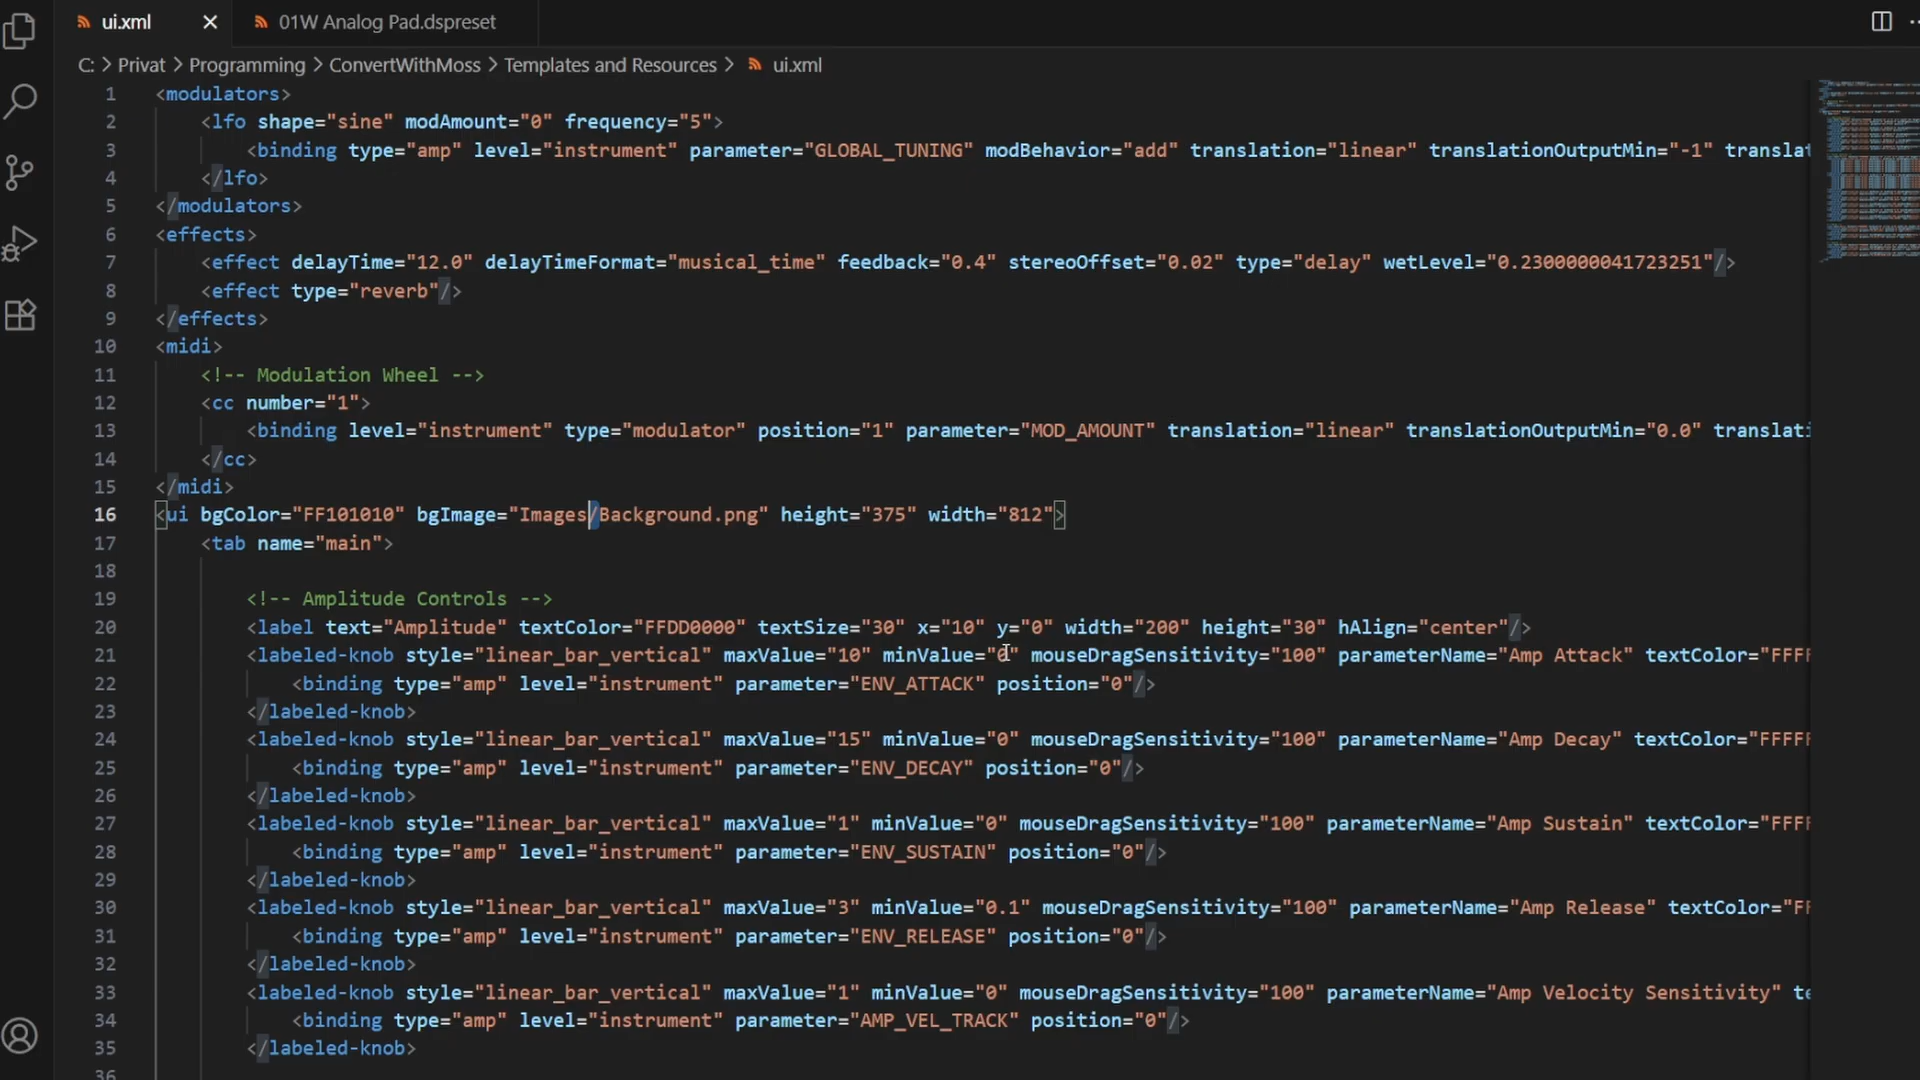 ui.xml 01W Analog Pad.dspreset
C: > Privat > Programming > ConvertWithMoss > Templates and Resources > ui.xml
1 <modulators>
2 <lfo shape="sine" modAmount="0" frequency="5">
3 <binding type="amp" level="instrument" parameter="GLOBAL_TUNING" modBehavior="add" translation="linear" translationOutputMin="-1" translat
4 </lfo>
5 </modulators>
6 <effects>
7 <effect delayTime="12.0" delayTimeFormat="musical_time" feedback="0.4" stereoOffset="0.02" type="delay" wetLevel="0.2300000041723251"/>
8 <effect type="reverb"/>
9 </effects>
10 <midi>
11 <!-- Modulation Wheel -->
12 <cc number="1">
13 <binding level="instrument" type="modulator" position="1" parameter="MOD_AMOUNT" translation="linear" translationOutputMin="0.0" translati
14 </cc>
15 </midi>
16 <ui bgColor="FF101010" bgImage="Images/Background.png" height="375" width="812">
17 <tab name="main">
18
19 <!-- Amplitude Controls -->
20 <label text="Amplitude" textColor="FFDD0000" textSize="30" x="10" y="0" width="200" height="30" hAlign="center"/>
21 <labeled-knob style="linear_bar_vertical" maxValue="10" minValue="0" mouseDragSensitivity="100" parameterName="Amp Attack" textColor="FFFF
22 <binding type="amp" level="instrument" parameter="ENV_ATTACK" position="0"/>
23 </labeled-knob>
24 <labeled-knob style="linear_bar_vertical" maxValue="15" minValue="0" mouseDragSensitivity="100" parameterName="Amp Decay" textColor="FFFFF
25 <binding type="amp" level="instrument" parameter="ENV_DECAY" position="0"/>
26 </labeled-knob>
27 <labeled-knob style="linear_bar_vertical" maxValue="1" minValue="0" mouseDragSensitivity="100" parameterName="Amp Sustain" textColor="FFFF
28 <binding type="amp" level="instrument" parameter="ENV_SUSTAIN" position="0"/>
29 </labeled-knob>
30 <labeled-knob style="linear_bar_vertical" maxValue="3" minValue="0.1" mouseDragSensitivity="100" parameterName="Amp Release" textColor="FF
31 <binding type="amp" level="instrument" parameter="ENV_RELEASE" position="0"/>
32 </labeled-knob>
33 <labeled-knob style="linear_bar_vertical" maxValue="1" minValue="0" mouseDragSensitivity="100" parameterName="Amp Velocity Sensitivity" te
34 <binding type="amp" level="instrument" parameter="AMP_VEL_TRACK" position="0"/>
35 </labeled-knob>
36